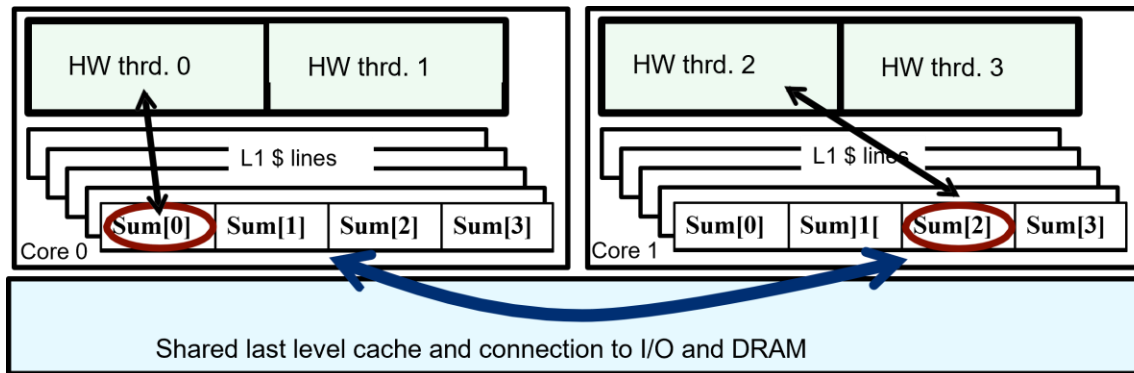 HW thrd. 0
HW thrd. 1
L1 $ lines
Sum[0] Sum[1] Sum[2] Sum[3]
Core 0
HW thrd. 2
HW thrd. 3
L1 $ lines
Sum[0] Sum]1[ Sum[2] Sum[3]
Core 1
Shared last level cache and connection to I/O and DRAM